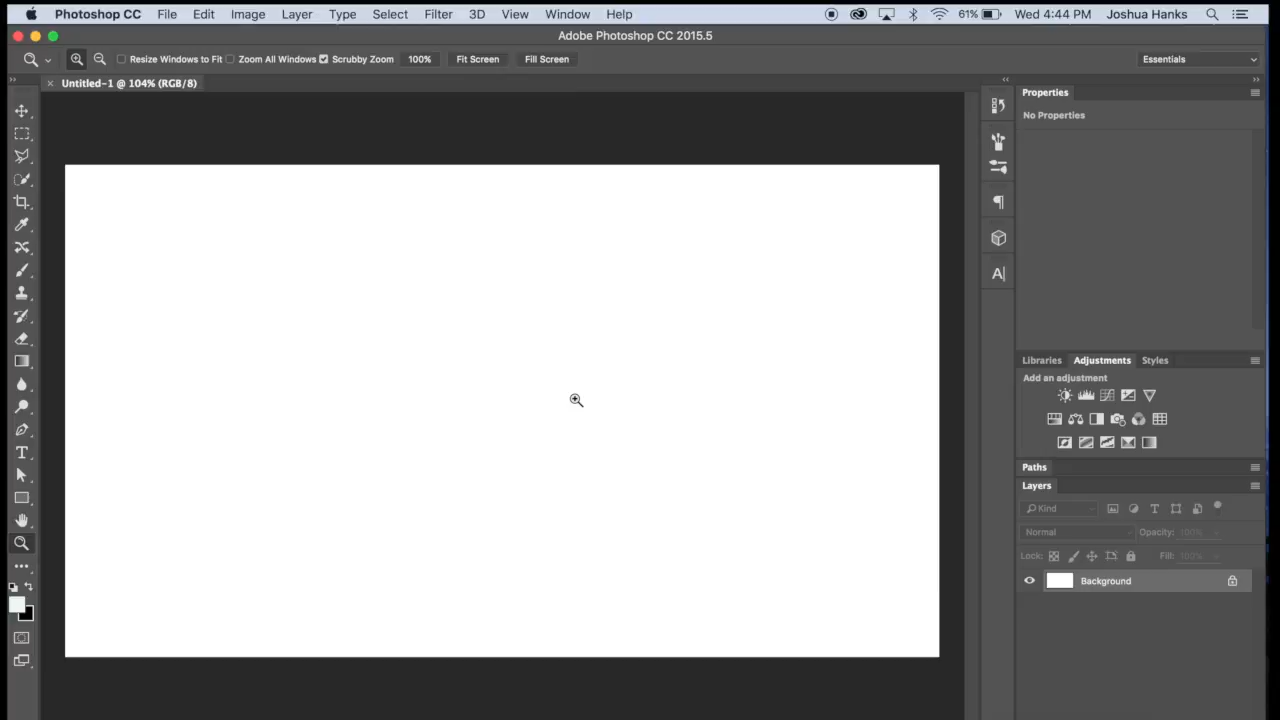 Photoshop CC File Edit Image Layer Type Select Filter 3D View Window Help 61% Wed 4:44 PM Joshua Hanks
Adobe Photoshop CC 2015.5
Resize Windows to Fit Zoom All Windows Scrubby Zoom 100% Fit Screen Fill Screen Essentials
Untitled-1 @ 104% (RGB/8)
Properties
No Properties
Libraries Adjustments Styles
Add an adjustment
Paths
Layers
Kind
Normal Opacity: 100%
Lock: Fill: 100%
Background